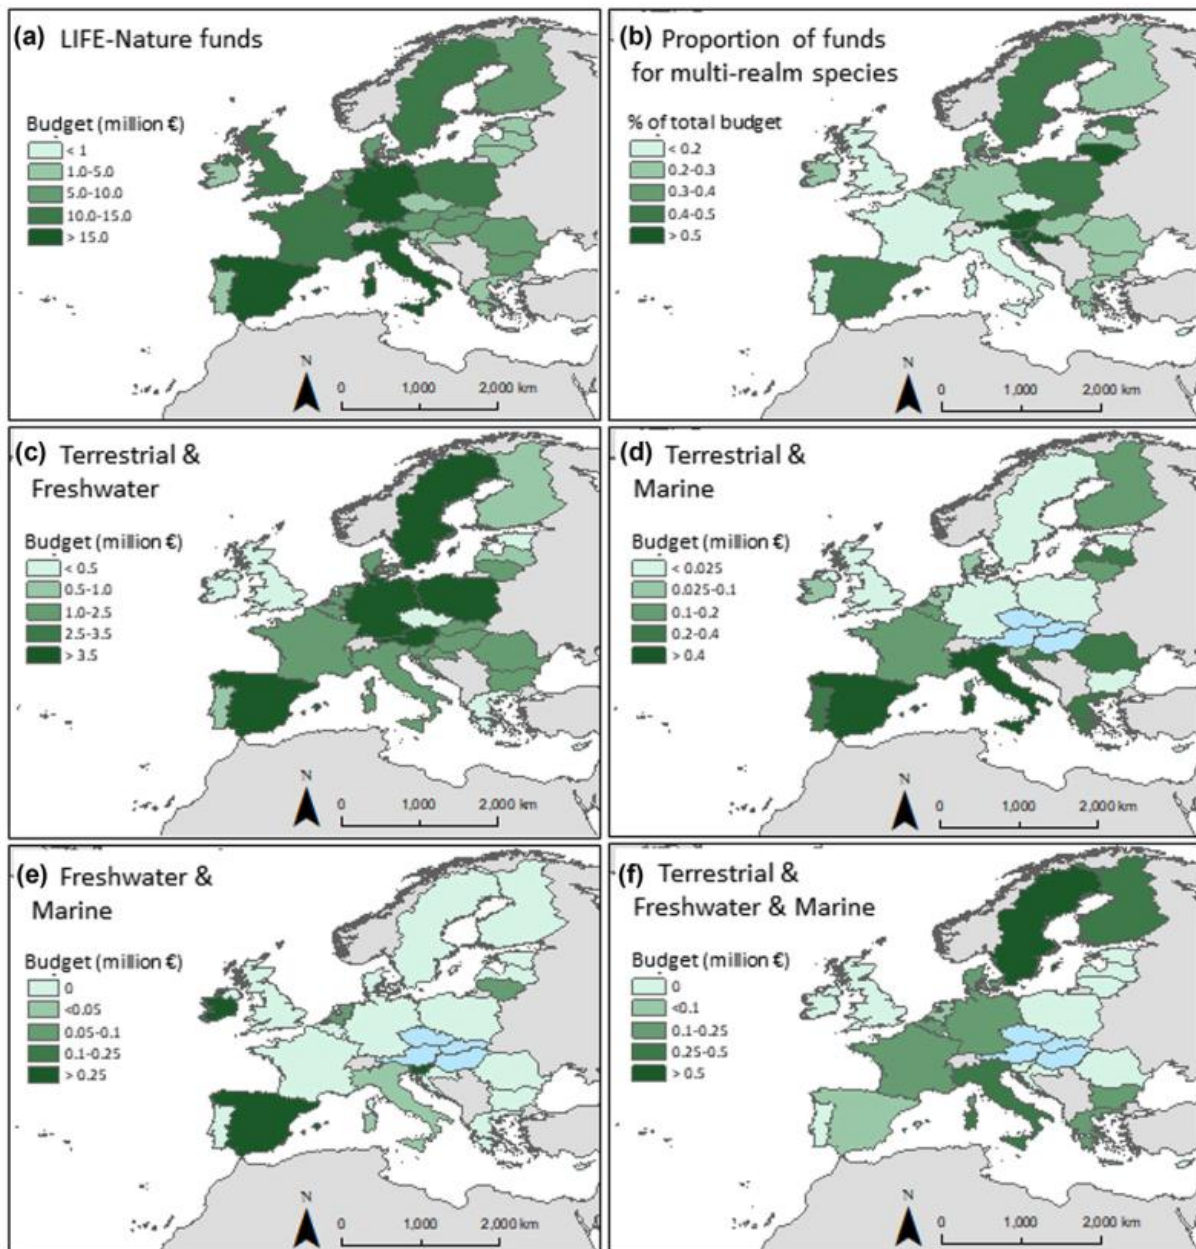 (a) LIFE-Nature funds
Budget (million €)
< 1
1.0-5.0
5.0-10.0
10.0-15.0
> 15.0
N
0 1,000 2,000 km
(b) Proportion of funds
for multi-realm species
% of total budget
< 0.2
0.2-0.3
0.3-0.4
0.4-0.5
> 0.5
N
0 1,000 2,000 km
(c) Terrestrial &
Freshwater
Budget (million €)
< 0.5
0.5-1.0
1.0-2.5
2.5-3.5
> 3.5
N
0 1,000 2,000 km
(d) Terrestrial &
Marine
Budget (million €)
< 0.025
0.025-0.1
0.1-0.2
0.2-0.4
> 0.4
N
0 1,000 2,000 km
(e) Freshwater &
Marine
Budget (million €)
0
<0.05
0.05-0.1
0.1-0.25
> 0.25
N
0 1,000 2,000 km
(f) Terrestrial &
Freshwater & Marine
Budget (million €)
0
<0.1
0.1-0.25
0.25-0.5
> 0.5
N
0 1,000 2,000 km